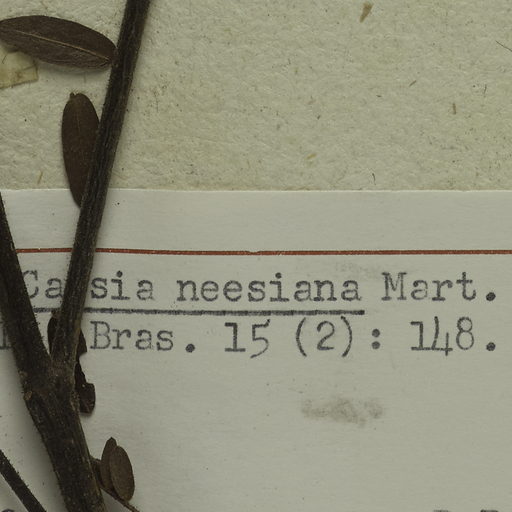 Cassia neesiana Mart.
Bras. 15 (2): 148.